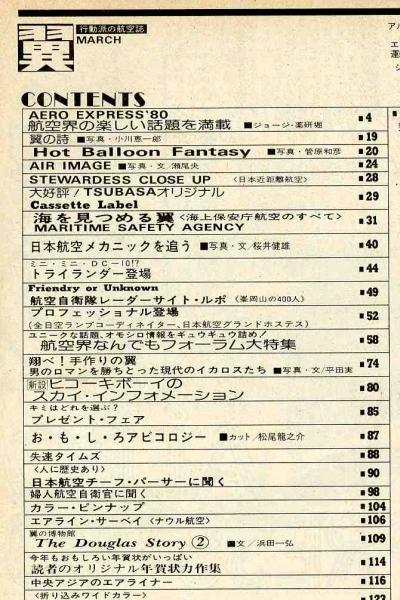 翼
行動派の航空誌
MARCH
CONTENTS
AERO EXPRESS'80
航空界の楽しい話題を満載 ■ジョージ・薬研堀 ■4
翼の詩 ■写真・小川恵一郎 ■19
Hot Balloon Fantasy ■写真・菅原和彦 ■20
AIR IMAGE ■写真・文/瀬尾央 ■24
STEWARDESS CLOSE UP 〈日本近距離航空〉 ■28
大好評!TSUBASAオリジナル
Cassette Label ■29
海を見つめる翼〈海上保安庁航空のすべて〉
MARITIME SAFETY AGENCY ■31
日本航空メカニックを追う ■写真・文/桜井健雄 ■40
ミニ・ミニ・DC—10!?
トライランダー登場 ■44
Friendry or Unknown
航空自衛隊レーダーサイト・ルポ 〈峯岡山の400人〉 ■49
プロフェッショナル登場
(全日空ランプコーディネイター、日本航空グランドホステス) ■52
ユニークな話題、オモシロ情報をギュウギュウ詰め!
航空界なんでもフォーラム大特集 ■58
翔べ!手作りの翼
男のロマンを勝ちとった現代のイカロスたち ■写真・文/平田実 ■74
新設 ヒコーキボーイの
スカイ・インフォメーション ■80
キミはどれを選ぶ?
プレゼント・フェア ■85
お・も・し・ろアビコロジー ■カット/松尾龍之介 ■87
失速タイムズ ■88
〈人に歴史あり〉
日本航空チーフ・パーサーに聞く ■90
婦人航空自衛官に聞く ■98
カラー・ピンナップ ■104
エアライン・サーベイ〈ナウル航空〉 ■106
翼の博物館
The Douglas Story ② ■文/浜田一弘 ■109
今年もおもしろい年賀状がいっぱい
読者のオリジナル年賀状力作集 ■114
中央アジアのエアライナー ■116
〈折り込みワイドカラー〉
■123